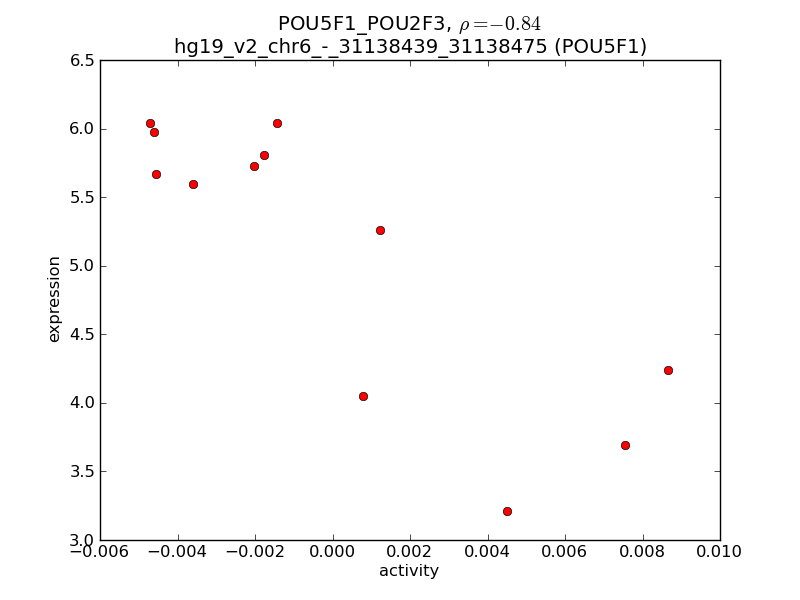 POU5F1_POU2F3, ρ=−0.84
hg19_v2_chr6_-_31138439_31138475 (POU5F1)
6.5
6.0
5.5
5.0
4.5
4.0
3.5
3.0
expression
−0.006 −0.004 −0.002 0.000 0.002 0.004 0.006 0.008 0.010
activity